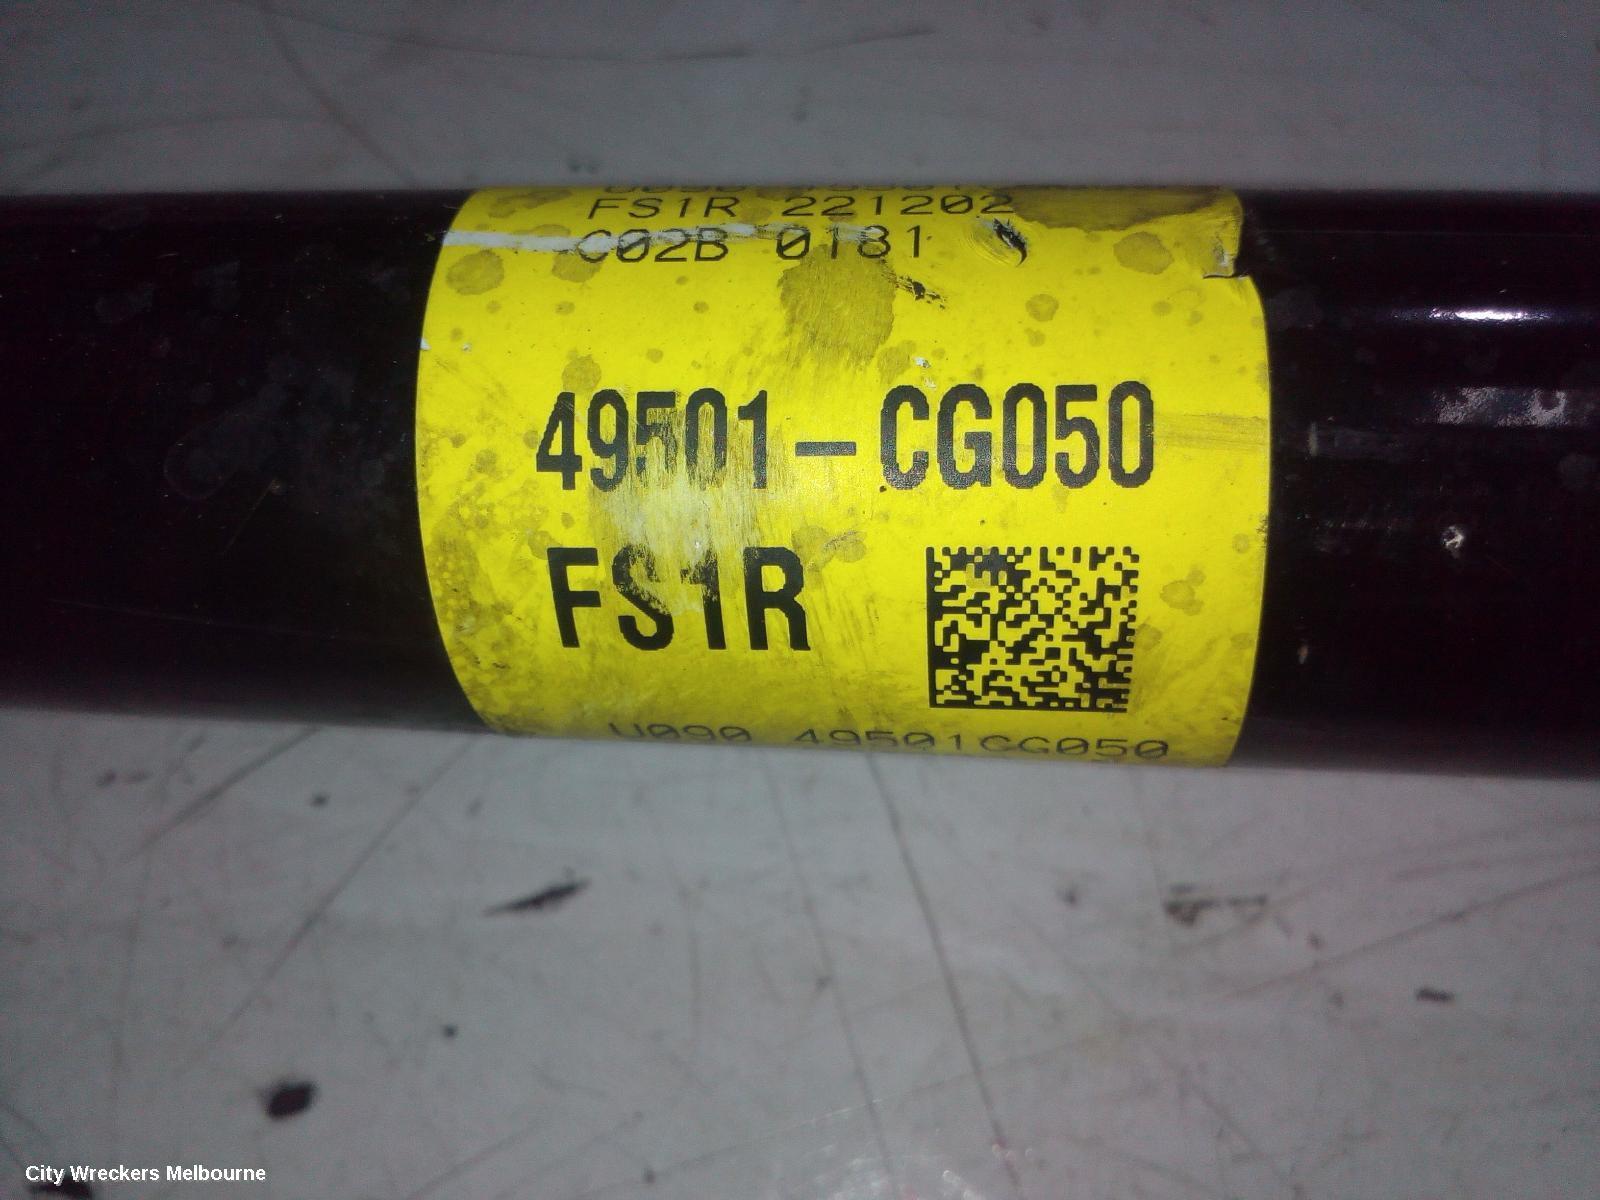 FS1R 221202
C02B 0181
49501-CG050
FS1R
U090 49501CG050
City Wreckers Melbourne